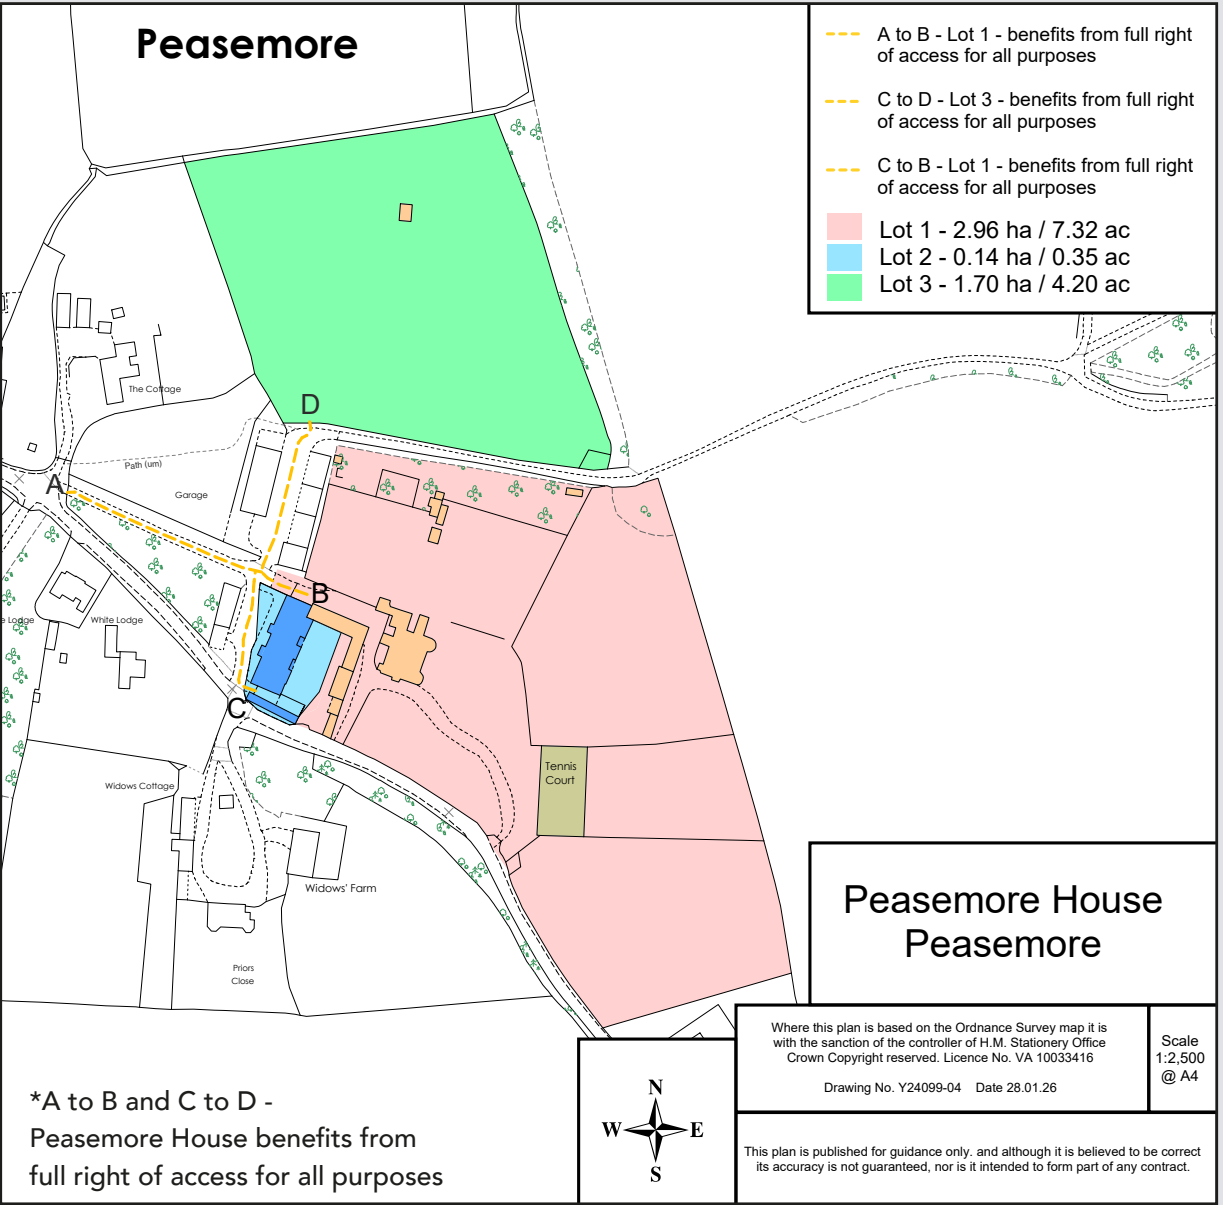 Peasemore
A to B - Lot 1 - benefits from full right
of access for all purposes
C to D - Lot 3 - benefits from full right
of access for all purposes
C to B - Lot 1 - benefits from full right
of access for all purposes
Lot 1 - 2.96 ha / 7.32 ac
Lot 2 - 0.14 ha / 0.35 ac
Lot 3 - 1.70 ha / 4.20 ac
The Cottage
D
Path (um)
A
Garage
B
e Lodge
White Lodge
C
Tennis
Court
Widows Cottage
Widows' Farm
Priors
Close
Peasemore House
Peasemore
Where this plan is based on the Ordnance Survey map it is
with the sanction of the controller of H.M. Stationery Office
Crown Copyright reserved. Licence No. VA 10033416
Drawing No. Y24099-04 Date 28.01.26
Scale
1:2,500
@ A4
This plan is published for guidance only. and although it is believed to be correct
its accuracy is not guaranteed, nor is it intended to form part of any contract.
N
W
E
S
*A to B and C to D -
Peasemore House benefits from
full right of access for all purposes